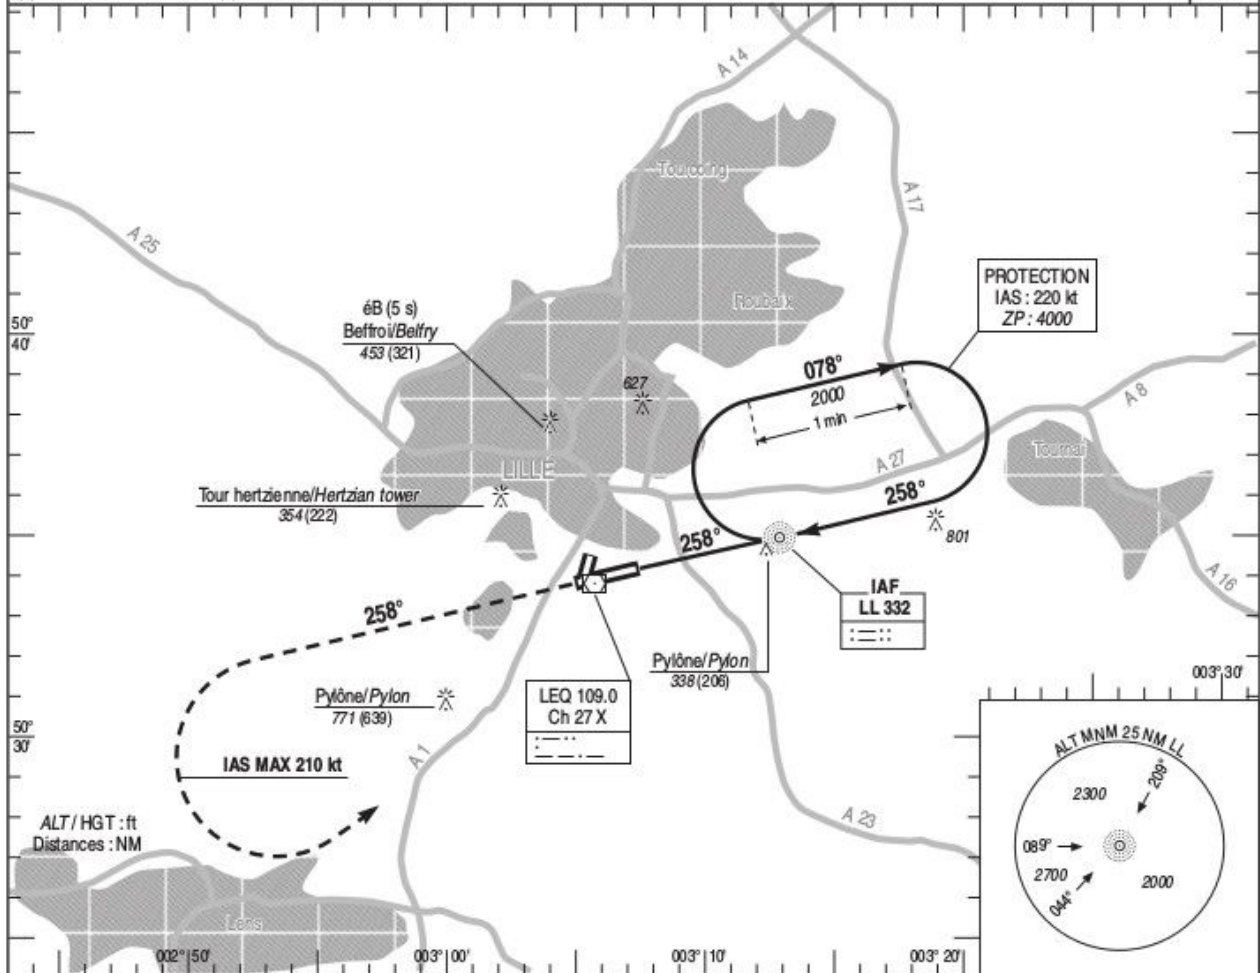 A 14
Tourcoing
A 17
A 25
PROTECTION
IAS : 220 kt
ZP : 4000
éB (5 s)
Beffroi/Belfry
453 (321)
Roubaix
50°
40'
078°
2000
1 min
627
A 8
Tournai
LILLE
A 27
258°
Tour hertzienne/Hertzian tower
354 (222)
801
258°
A 16
IAF
LL 332
258°
Pylône/Pylon
338 (206)
003° 30
Pylône/Pylon
771 (639)
LEQ 109.0
Ch 27 X
50°
30'
A 1
IAS MAX 210 kt
ALT MNM 25 NM LL
209°
2300
089°
2700
044°
2000
ALT / HGT : ft
Distances : NM
A 23
Lens
002° 50
003° 00
003° 10
003° 20